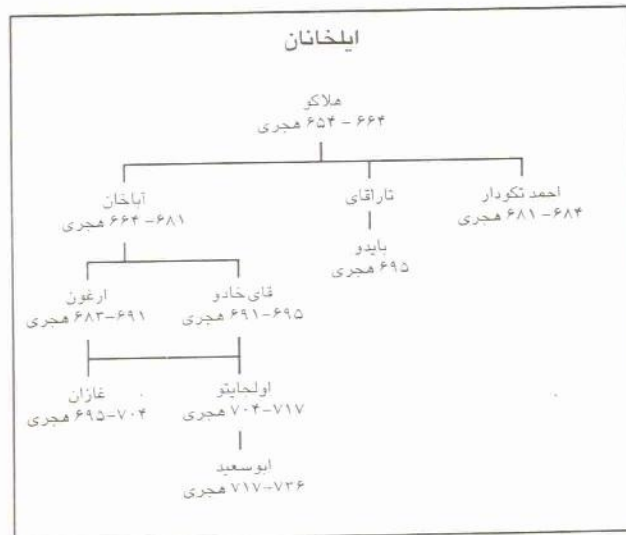 ایلخانان
هلاکو
۶۵۴ – ۶۶۴ هجری
احمد تکودار
۶۸۱–۶۸۴ هجری
تاراقای
آباخان
۶۶۴–۶۸۱ هجری
بایدو
۶۹۵ هجری
قای‌خادو
۶۹۱–۶۹۵ هجری
ارغون
۶۸۳–۶۹۱ هجری
اولجایتو
۷۰۴–۷۱۷ هجری
غازان
۶۹۵–۷۰۴ هجری
ابوسعید
۷۱۷–۷۳۶ هجری